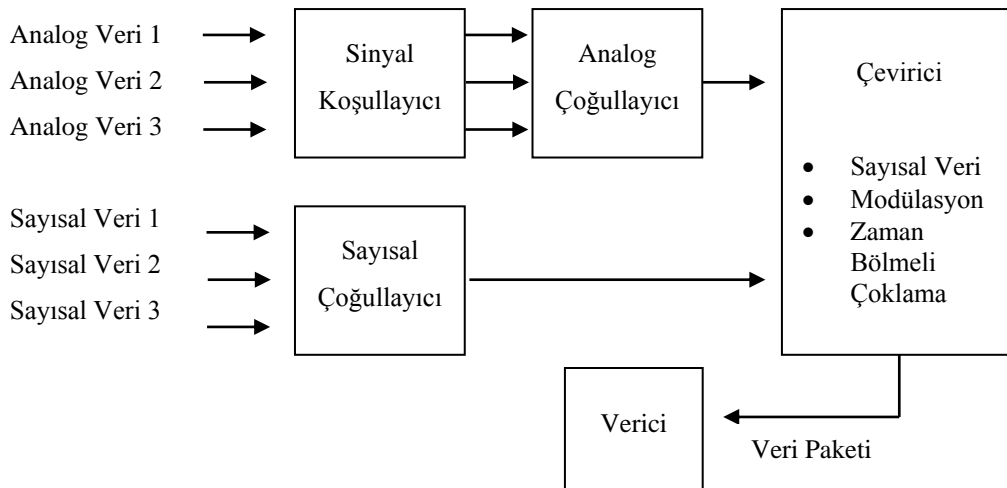 Analog Veri 1
Analog Veri 2
Analog Veri 3
Sinyal
Koşullayıcı
Analog
Çoğullayıcı
Çevirici
• Sayısal Veri
• Modülasyon
• Zaman
Bölmeli
Çoklama
Sayısal Veri 1
Sayısal Veri 2
Sayısal Veri 3
Sayısal
Çoğullayıcı
Verici
Veri Paketi